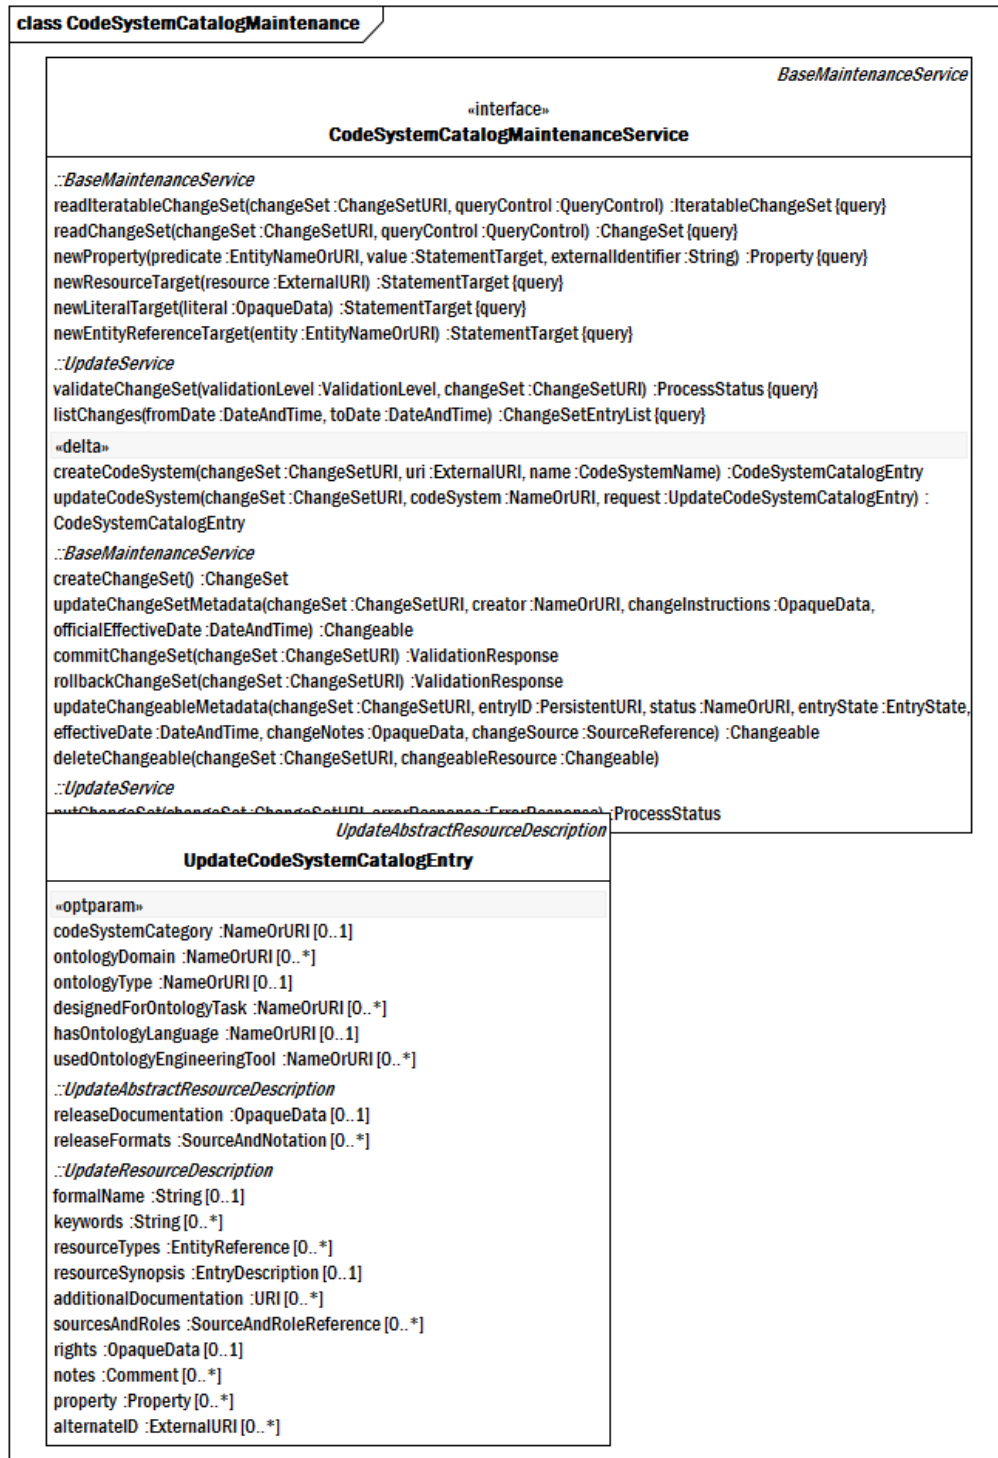 class CodeSystemCatalogMaintenance
BaseMaintenanceService
«interface»
CodeSystemCatalogMaintenanceService
::BaseMaintenanceService
readIteratableChangeSet(changeSet :ChangeSetURI, queryControl :QueryControl) :IteratableChangeSet {query}
readChangeSet(changeSet :ChangeSetURI, queryControl :QueryControl) :ChangeSet {query}
newProperty(predicate :EntityNameOrURI, value :StatementTarget, externalIdentifier :String) :Property {query}
newResourceTarget(resource :ExternalURI) :StatementTarget {query}
newLiteralTarget(literal :OpaqueData) :StatementTarget {query}
newEntityReferenceTarget(entity :EntityNameOrURI) :StatementTarget {query}
::UpdateService
validateChangeSet(validationLevel :ValidationLevel, changeSet :ChangeSetURI) :ProcessStatus {query}
listChanges(fromDate :DateAndTime, toDate :DateAndTime) :ChangeSetEntryList {query}
«delta»
createCodeSystem(changeSet :ChangeSetURI, uri :ExternalURI, name :CodeSystemName) :CodeSystemCatalogEntry
updateCodeSystem(changeSet :ChangeSetURI, codeSystem :NameOrURI, request :UpdateCodeSystemCatalogEntry) :
CodeSystemCatalogEntry
::BaseMaintenanceService
createChangeSet() :ChangeSet
updateChangeSetMetadata(changeSet :ChangeSetURI, creator :NameOrURI, changeInstructions :OpaqueData,
officialEffectiveDate :DateAndTime) :Changeable
commitChangeSet(changeSet :ChangeSetURI) :ValidationResponse
rollbackChangeSet(changeSet :ChangeSetURI) :ValidationResponse
updateChangeableMetadata(changeSet :ChangeSetURI, entryID :PersistentURI, status :NameOrURI, entryState :EntryState,
effectiveDate :DateAndTime, changeNotes :OpaqueData, changeSource :SourceReference) :Changeable
deleteChangeable(changeSet :ChangeSetURI, changeableResource :Changeable)
::UpdateService
putChangeSet(changeSet :ChangeSetURI, errorResponse :ErrorResponse) :ProcessStatus
UpdateAbstractResourceDescription
UpdateCodeSystemCatalogEntry
«optparam»
codeSystemCategory :NameOrURI [0..1]
ontologyDomain :NameOrURI [0..*]
ontologyType :NameOrURI [0..1]
designedForOntologyTask :NameOrURI [0..*]
hasOntologyLanguage :NameOrURI [0..1]
usedOntologyEngineeringTool :NameOrURI [0..*]
::UpdateAbstractResourceDescription
releaseDocumentation :OpaqueData [0..1]
releaseFormats :SourceAndNotation [0..*]
::UpdateResourceDescription
formalName :String [0..1]
keywords :String [0..*]
resourceTypes :EntityReference [0..*]
resourceSynopsis :EntryDescription [0..1]
additionalDocumentation :URI [0..*]
sourcesAndRoles :SourceAndRoleReference [0..*]
rights :OpaqueData [0..1]
notes :Comment [0..*]
property :Property [0..*]
alternateID :ExternalURI [0..*]